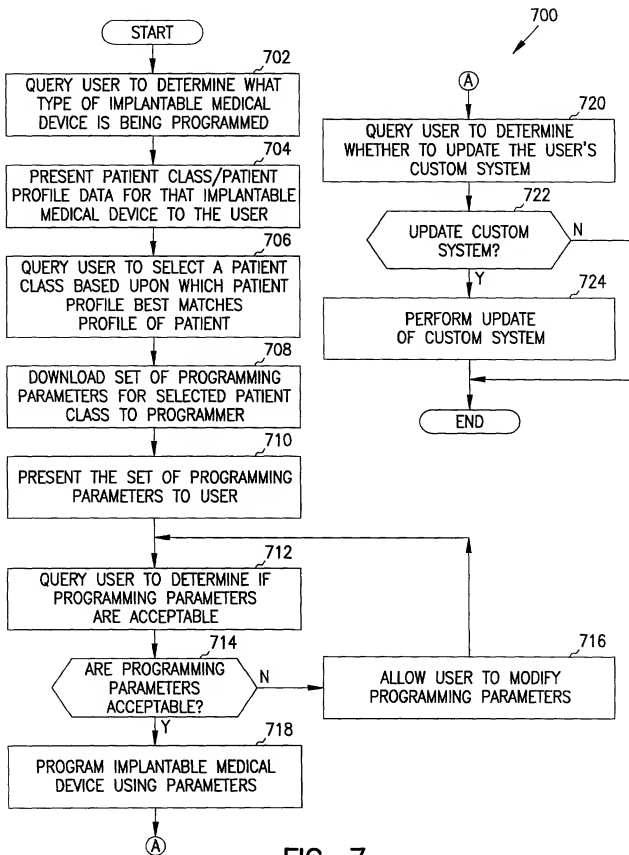 START
702
QUERY USER TO DETERMINE WHAT
TYPE OF IMPLANTABLE MEDICAL
DEVICE IS BEING PROGRAMMED
704
PRESENT PATIENT CLASS/PATIENT
PROFILE DATA FOR THAT IMPLANTABLE
MEDICAL DEVICE TO THE USER
706
QUERY USER TO SELECT A PATIENT
CLASS BASED UPON WHICH PATIENT
PROFILE BEST MATCHES
PROFILE OF PATIENT
708
DOWNLOAD SET OF PROGRAMMING
PARAMETERS FOR SELECTED PATIENT
CLASS TO PROGRAMMER
710
PRESENT THE SET OF PROGRAMMING
PARAMETERS TO USER
712
QUERY USER TO DETERMINE IF
PROGRAMMING PARAMETERS
ARE ACCEPTABLE
714
ARE PROGRAMMING
PARAMETERS
ACCEPTABLE?
N
Y
716
ALLOW USER TO MODIFY
PROGRAMMING PARAMETERS
718
PROGRAM IMPLANTABLE MEDICAL
DEVICE USING PARAMETERS
A
700
A
720
QUERY USER TO DETERMINE
WHETHER TO UPDATE THE USER'S
CUSTOM SYSTEM
722
UPDATE CUSTOM
SYSTEM?
N
Y
724
PERFORM UPDATE
OF CUSTOM SYSTEM
END
FIG. 7